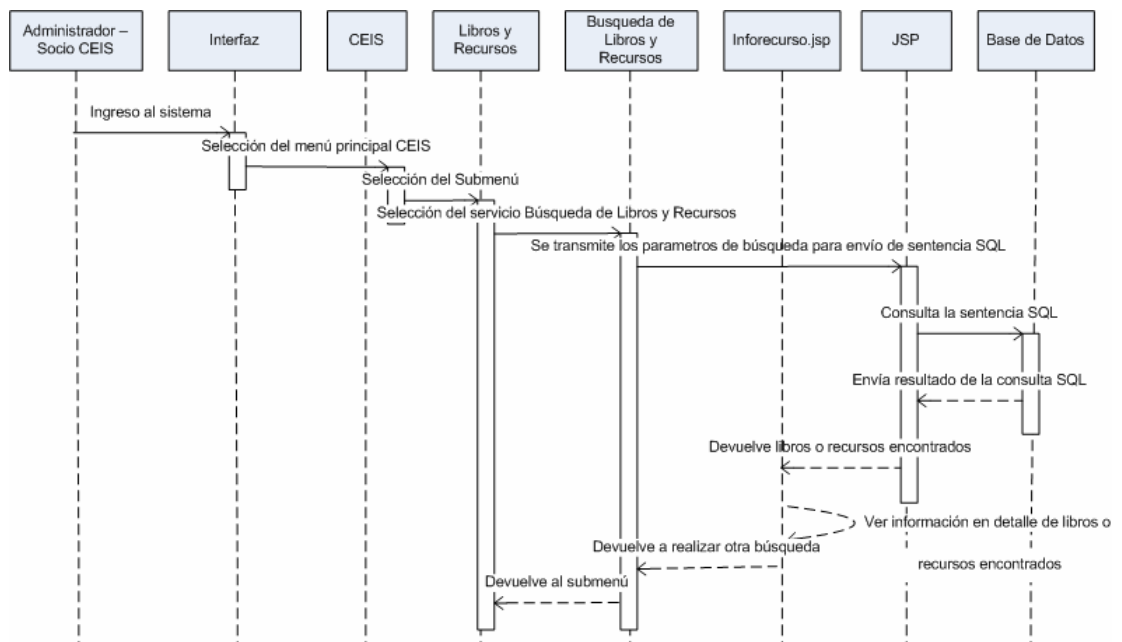 Administrador –
Socio CEIS
Interfaz
CEIS
Libros y
Recursos
Busqueda de
Libros y
Recursos
Inforecurso.jsp
JSP
Base de Datos
Ingreso al sistema
Selección del menú principal CEIS
Selección del Submenú
Selección del servicio Búsqueda de Libros y Recursos
Se transmite los parametros de búsqueda para envío de sentencia SQL
Consulta la sentencia SQL
Envía resultado de la consulta SQL
Devuelve libros o recursos encontrados
Ver información en detalle de libros o
recursos encontrados
Devuelve a realizar otra búsqueda
Devuelve al submenú